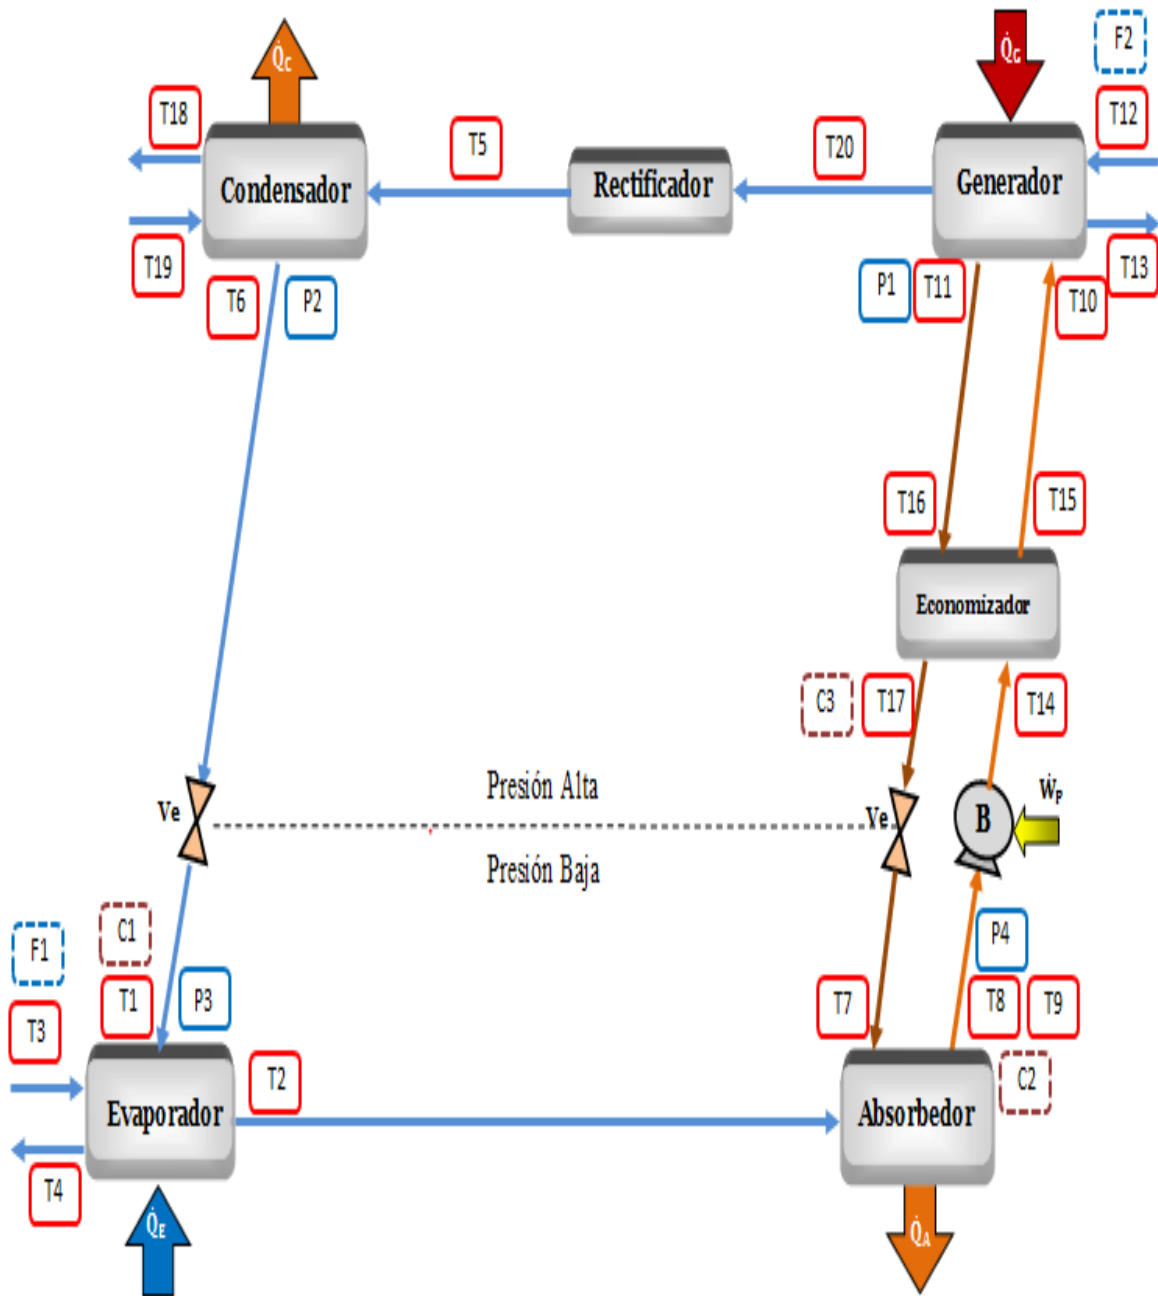 Q̇C
Q̇G
F2
T18
T12
T5
T20
Condensador
Rectificador
Generador
T19
T13
T6
P2
P1
T11
T10
T16
T15
Economizador
C3
T17
T14
Presión Alta
Ve
Ve
B
ẆP
Presión Baja
F1
C1
P4
T3
T1
P3
T7
T8
T9
T2
C2
Evaporador
Absorbedor
T4
Q̇E
Q̇A